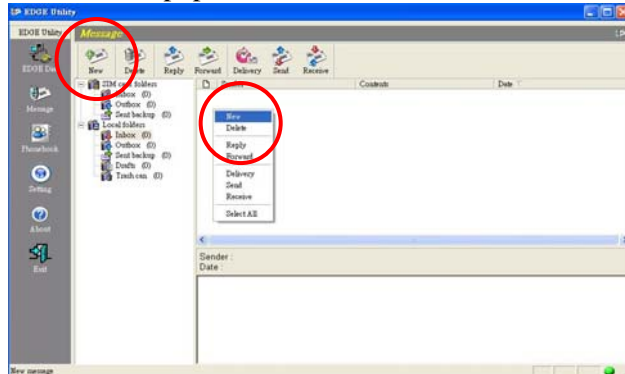 EDGE Utility
EDGE Utility
Message
New
Delete
Reply
Forward
Delivery
Send
Receive
EDGE
Message
Phonebook
Setting
About
Exit
SIM card folders
Inbox (0)
Outbox (0)
Sent backup (0)
Local folders
Inbox (0)
Outbox (0)
Sent backup (0)
Drafts (0)
Trash can (0)
Contents
Date
New
Delete
Reply
Forward
Delivery
Send
Receive
Select All
Sender :
Date :
New message